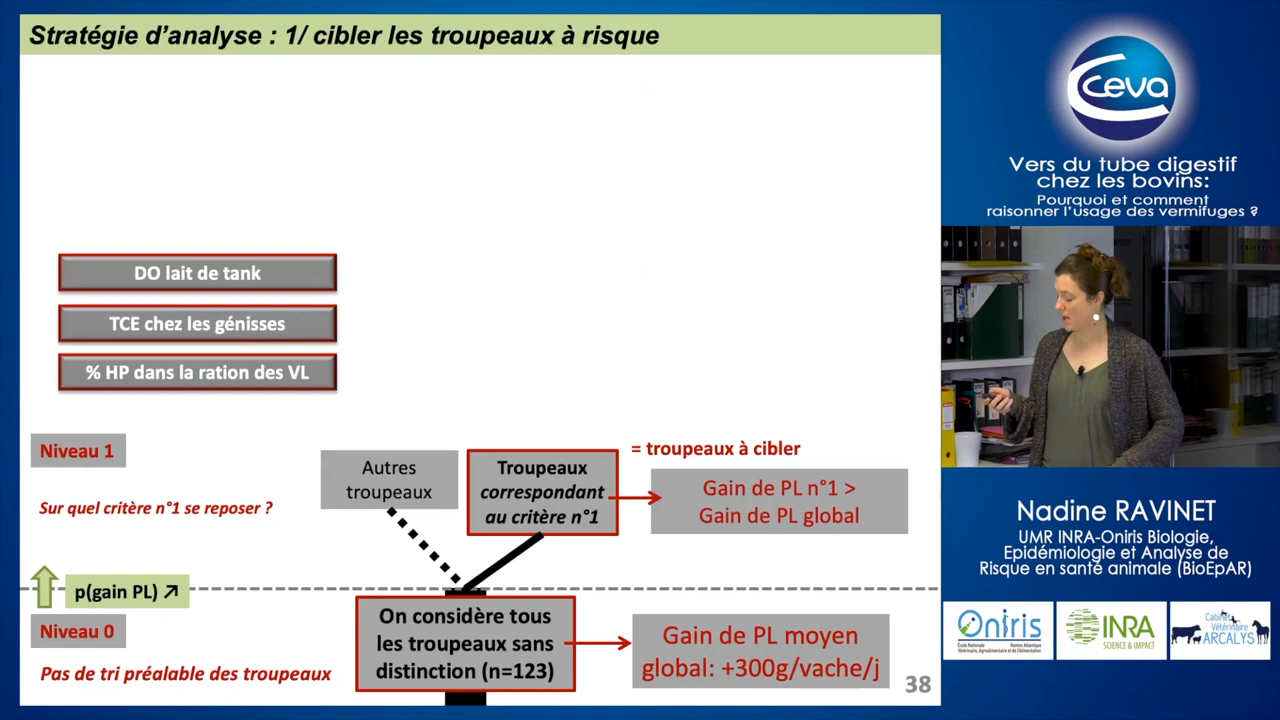 Stratégie d'analyse : 1/ cibler les troupeaux à risque
DO lait de tank
TCE chez les génisses
% HP dans la ration des VL
Niveau 1
Sur quel critère n°1 se reposer ?
Autres
troupeaux
Troupeaux
correspondant
au critère n°1
= troupeaux à cibler
Gain de PL n°1 >
Gain de PL global
p(gain PL) ↗
Niveau 0
Pas de tri préalable des troupeaux
On considère tous
les troupeaux sans
distinction (n=123)
Gain de PL moyen
global: +300g/vache/j
38
Ceva
Vers du tube digestif
chez les bovins:
Pourquoi et comment
raisonner l'usage des vermifuges ?
Nadine RAVINET
UMR INRA-Oniris Biologie,
Epidémiologie et Analyse de
Risque en santé animale (BioEpAR)
Oniris
INRA
SCIENCE & IMPACT
Cabinet
Vétérinaire
ARCALYS